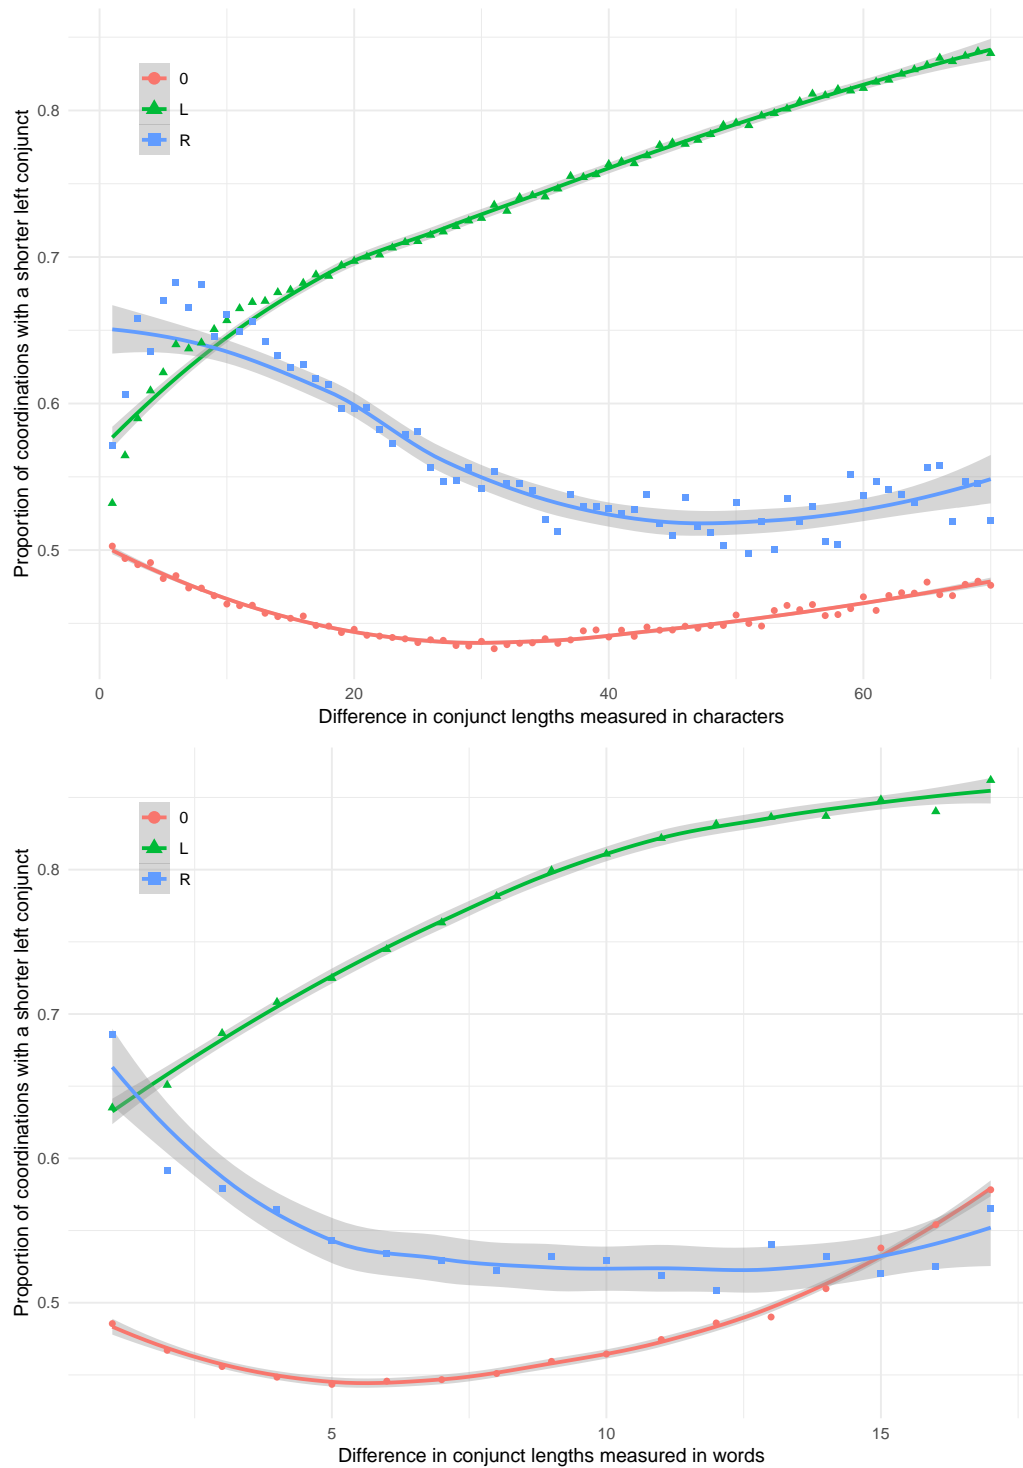 Proportion of coordinations with a shorter left conjunct
0.8
0.7
0.6
0.5
0
L
R
0
20
40
60
Difference in conjunct lengths measured in characters
Proportion of coordinations with a shorter left conjunct
0.8
0.7
0.6
0.5
0
L
R
5
10
15
Difference in conjunct lengths measured in words